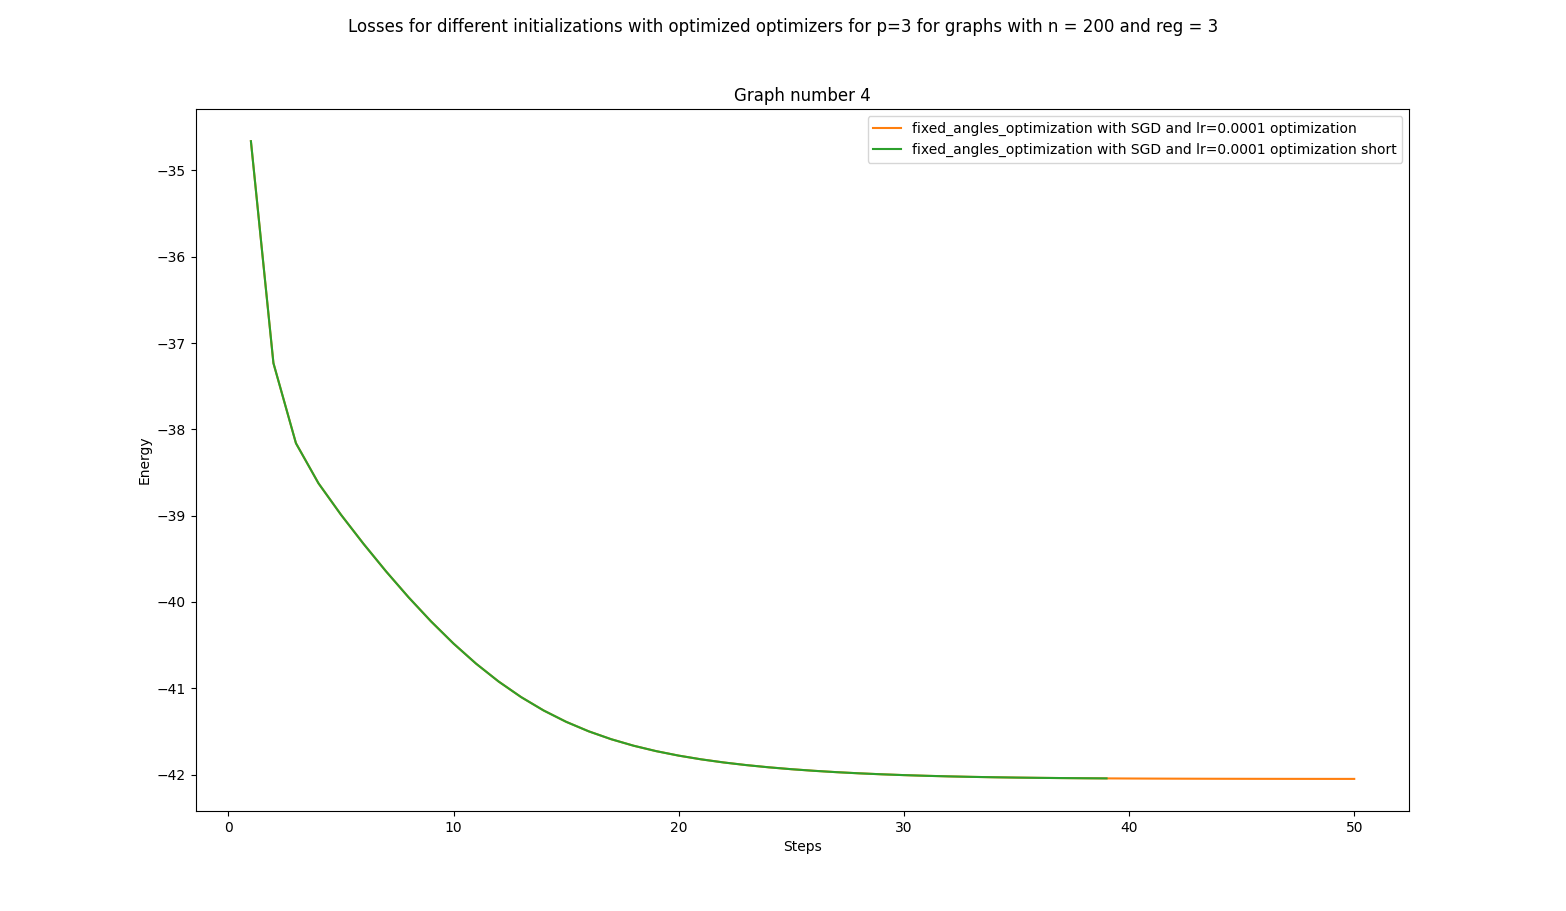 Losses for different initializations with optimized optimizers for p=3 for graphs with n = 200 and reg = 3
Graph number 4
fixed_angles_optimization with SGD and lr=0.0001 optimization
fixed_angles_optimization with SGD and lr=0.0001 optimization short
−35
−36
−37
−38
−39
−40
−41
−42
Energy
0 10 20 30 40 50
Steps